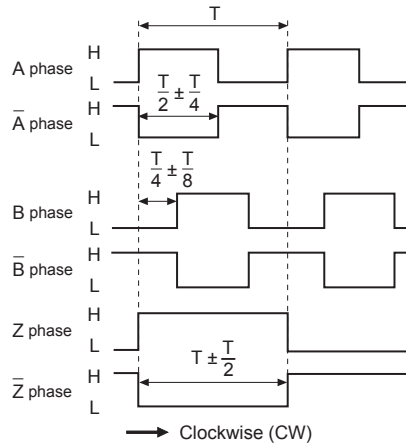 T
H
A phase
L
H
A̅ phase
L
T/2 ± T/4
T/4 ± T/8
H
B phase
L
H
B̅ phase
L
H
Z phase
L
H
Z̅ phase
L
T ± T/2
Clockwise (CW)